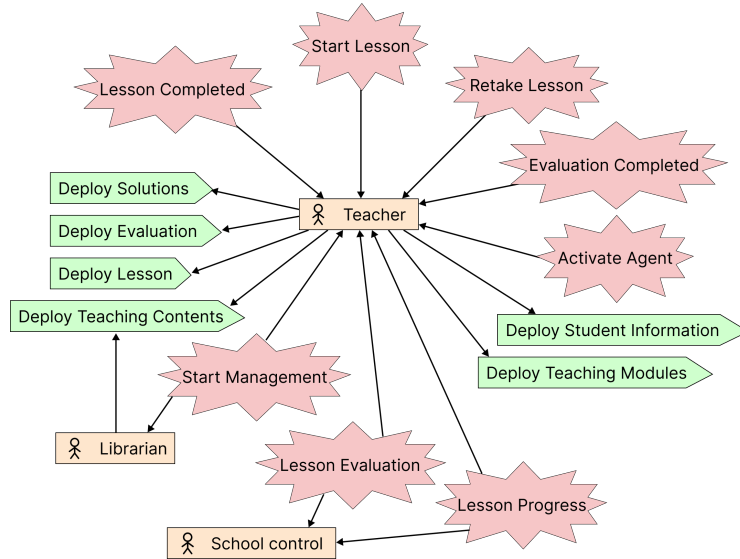 Start Lesson
Lesson Completed
Retake Lesson
Evaluation Completed
Deploy Solutions
Teacher
Deploy Evaluation
Activate Agent
Deploy Lesson
Deploy Teaching Contents
Deploy Student Information
Start Management
Deploy Teaching Modules
Librarian
Lesson Evaluation
Lesson Progress
School control